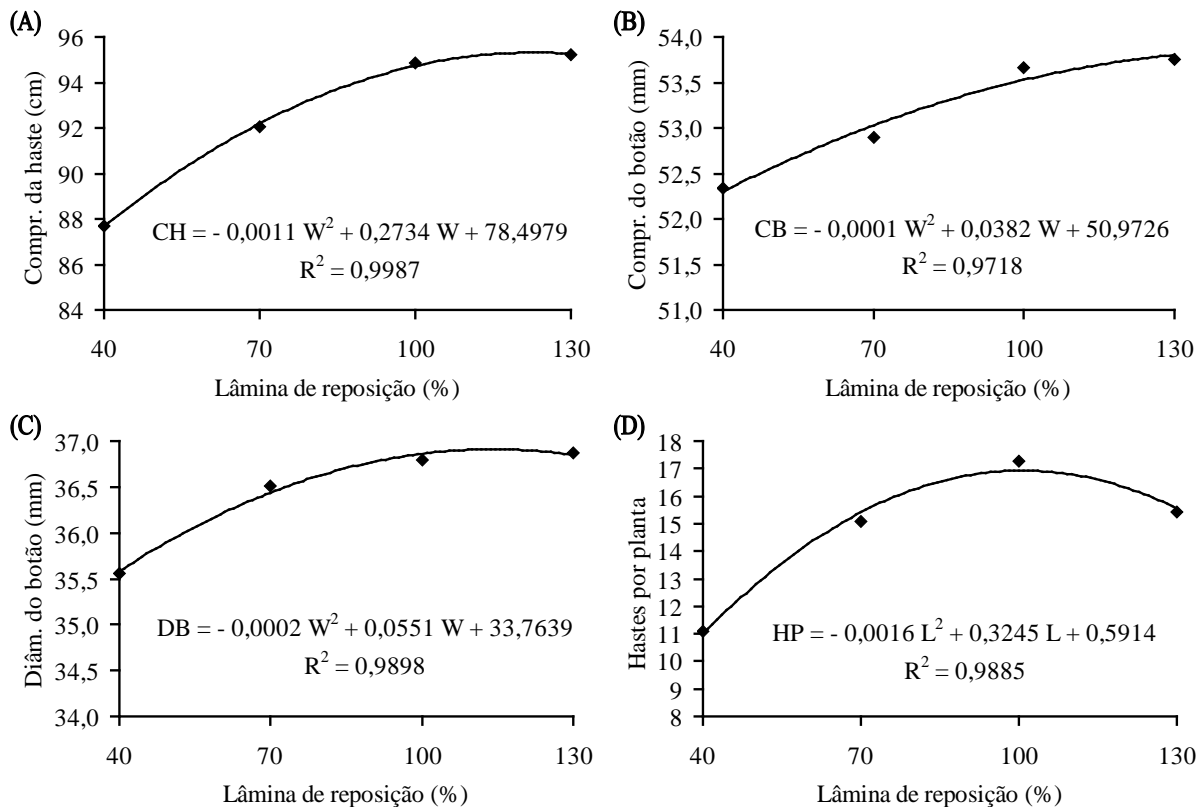 (A)
Compr. da haste (cm)
96
94
92
90
88
86
84
CH = - 0,0011 W² + 0,2734 W + 78,4979
R² = 0,9987
40 70 100 130
Lâmina de reposição (%)
(B)
Compr. do botão (mm)
54,0
53,5
53,0
52,5
52,0
51,5
51,0
CB = - 0,0001 W² + 0,0382 W + 50,9726
R² = 0,9718
40 70 100 130
Lâmina de reposição (%)
(C)
Diâm. do botão (mm)
37,0
36,5
36,0
35,5
35,0
34,5
34,0
DB = - 0,0002 W² + 0,0551 W + 33,7639
R² = 0,9898
40 70 100 130
Lâmina de reposição (%)
(D)
Hastes por planta
18
17
16
15
14
13
12
11
10
9
8
HP = - 0,0016 L² + 0,3245 L + 0,5914
R² = 0,9885
40 70 100 130
Lâmina de reposição (%)